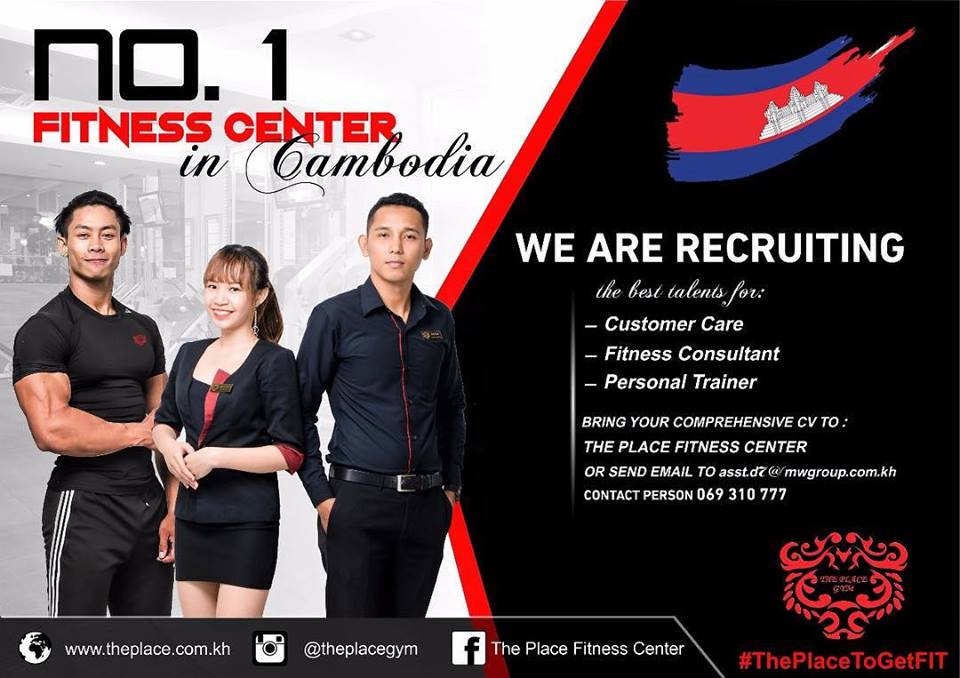 NO. 1
FITNESS CENTER
in Cambodia
WE ARE RECRUITING
the best talents for:
– Customer Care
– Fitness Consultant
– Personal Trainer
BRING YOUR COMPREHENSIVE CV TO :
THE PLACE FITNESS CENTER
OR SEND EMAIL TO asst.d7@mwgroup.com.kh
CONTACT PERSON 069 310 777
THE PLACE
GYM
www.theplace.com.kh
@theplacegym
The Place Fitness Center
#ThePlaceToGetFIT